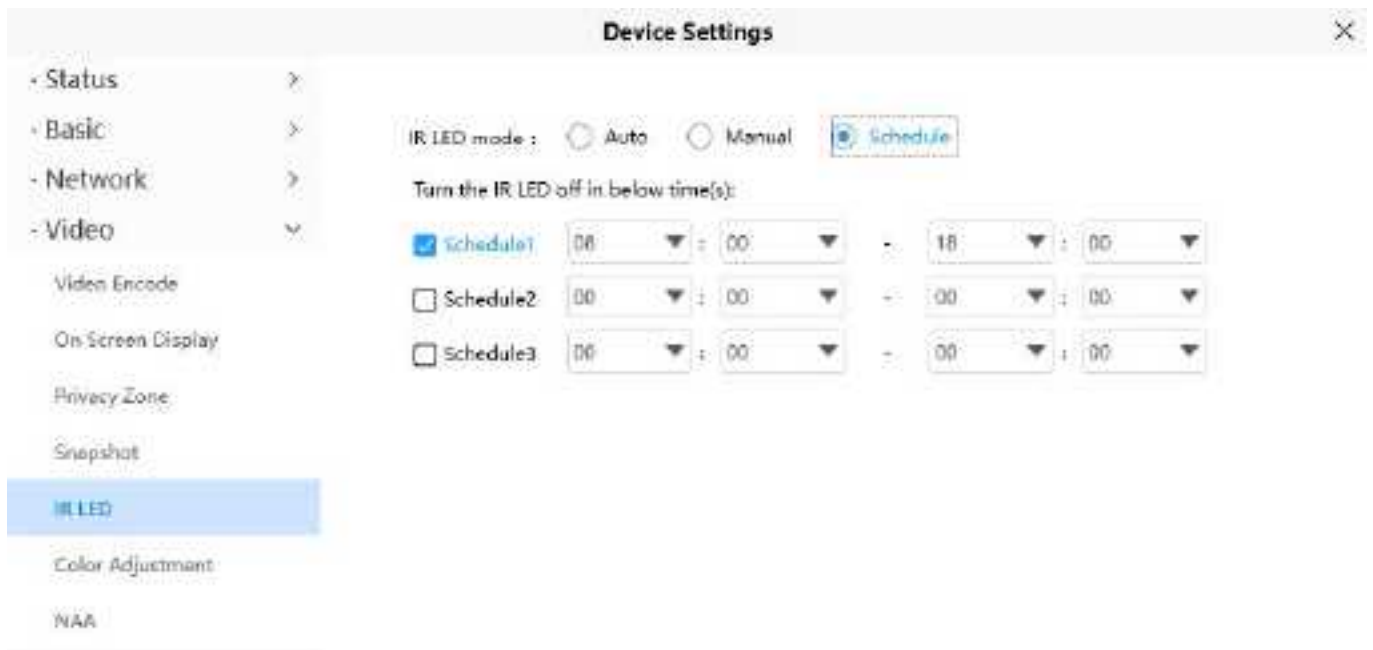 Device Settings
- Status
- Basic
- Network
- Video
Video Encode
On Screen Display
Privacy Zone
Snapshot
IR LED
Color Adjustment
NAA
IR LED mode : Auto Manual Schedule
Turn the IR LED off in below time(s):
Schedule1 08 : 00 - 18 : 00
Schedule2 00 : 00 - 00 : 00
Schedule3 00 : 00 - 00 : 00